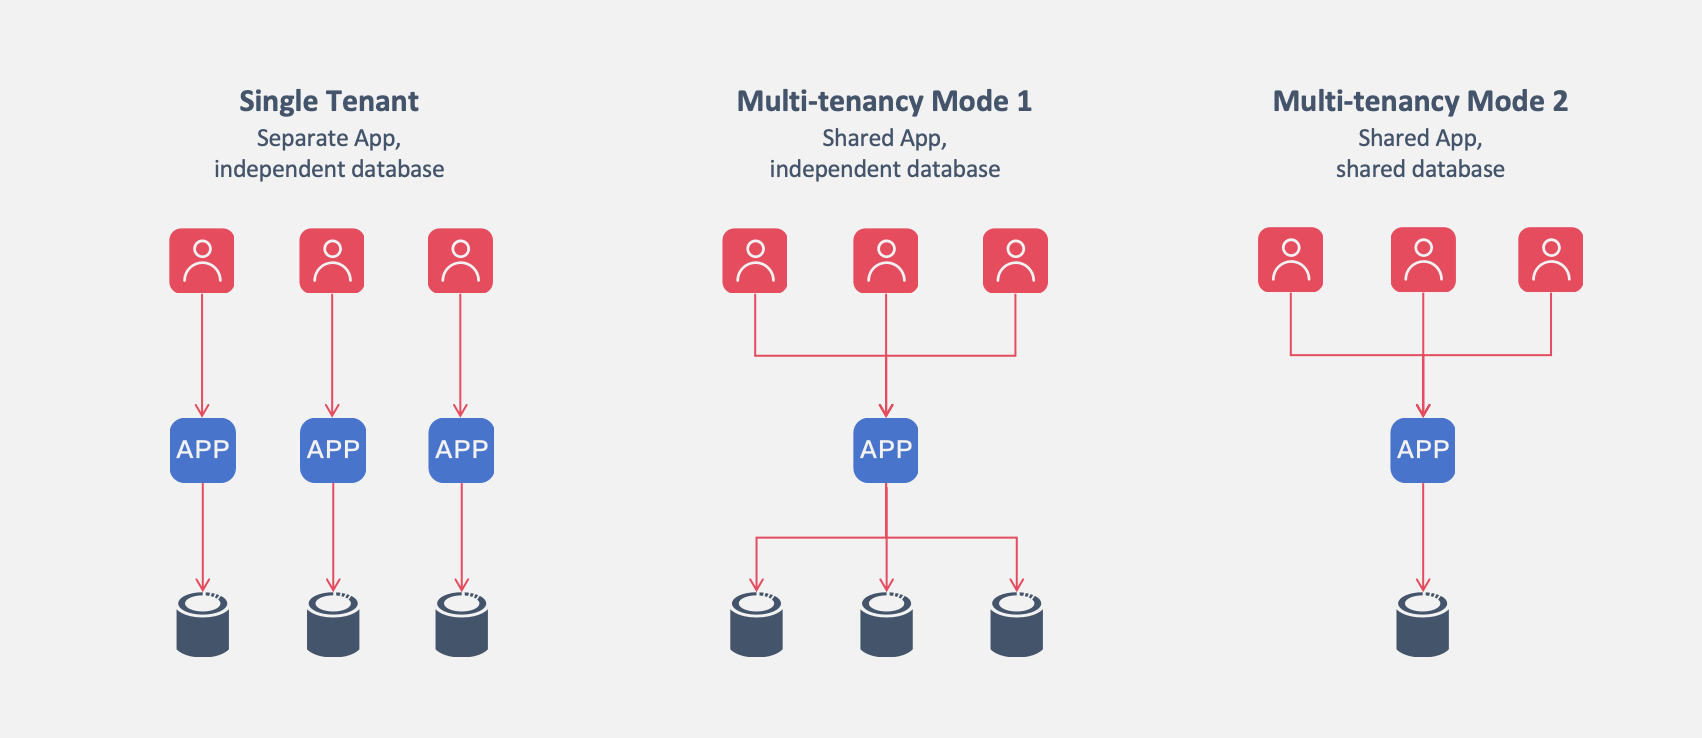 Single Tenant
Separate App,
independent database
Multi-tenancy Mode 1
Shared App,
independent database
Multi-tenancy Mode 2
Shared App,
shared database
APP
APP
APP
APP
APP